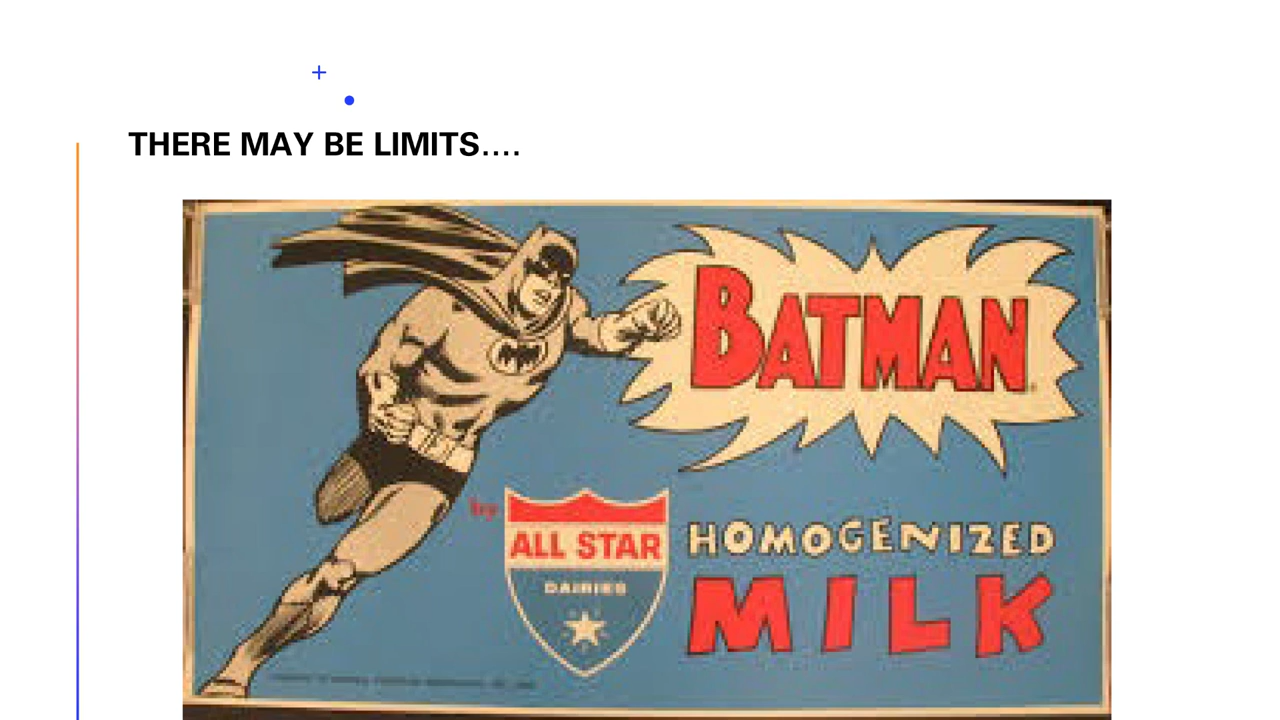 THERE MAY BE LIMITS....
BATMAN
by
ALL STAR
DAIRIES
HOMOGENIZED
MILK